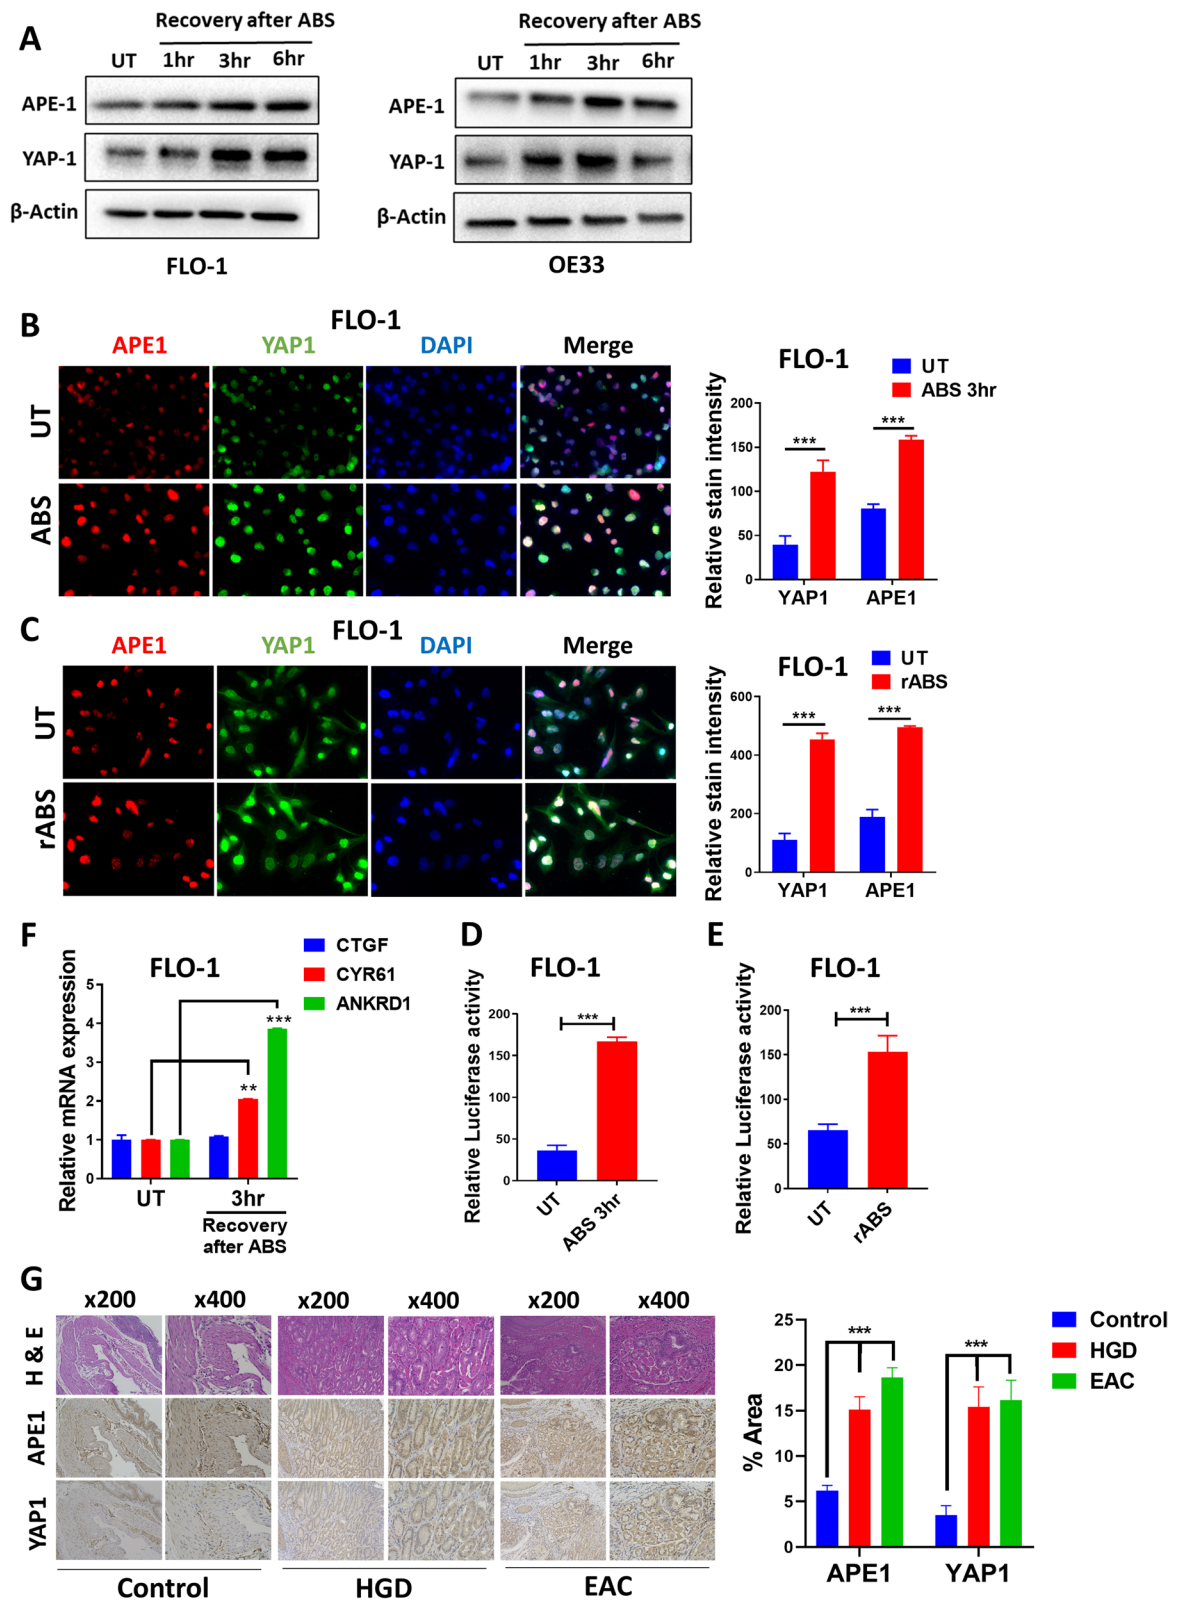 A
Recovery after ABS
UT 1hr 3hr 6hr
APE-1
YAP-1
β-Actin
FLO-1
Recovery after ABS
UT 1hr 3hr 6hr
APE-1
YAP-1
β-Actin
OE33
B
FLO-1
APE1 YAP1 DAPI Merge
UT
ABS
FLO-1
UT
ABS 3hr
Relative stain intensity
200
150
100
50
0
*** ***
YAP1 APE1
C
FLO-1
APE1 YAP1 DAPI Merge
UT
rABS
FLO-1
UT
rABS
Relative stain intensity
600
400
200
0
*** ***
YAP1 APE1
F
FLO-1
CTGF
CYR61
ANKRD1
Relative mRNA expression
5
4
3
2
1
0
** ***
UT 3hr
Recovery
after ABS
D
FLO-1
Relative Luciferase activity
200
150
100
50
0
***
UT ABS 3hr
E
FLO-1
Relative Luciferase activity
200
150
100
50
0
***
UT rABS
G
x200 x400 x200 x400 x200 x400
H & E
APE1
YAP1
Control HGD EAC
% Area
25
20
15
10
5
0
*** ***
APE1 YAP1
Control
HGD
EAC